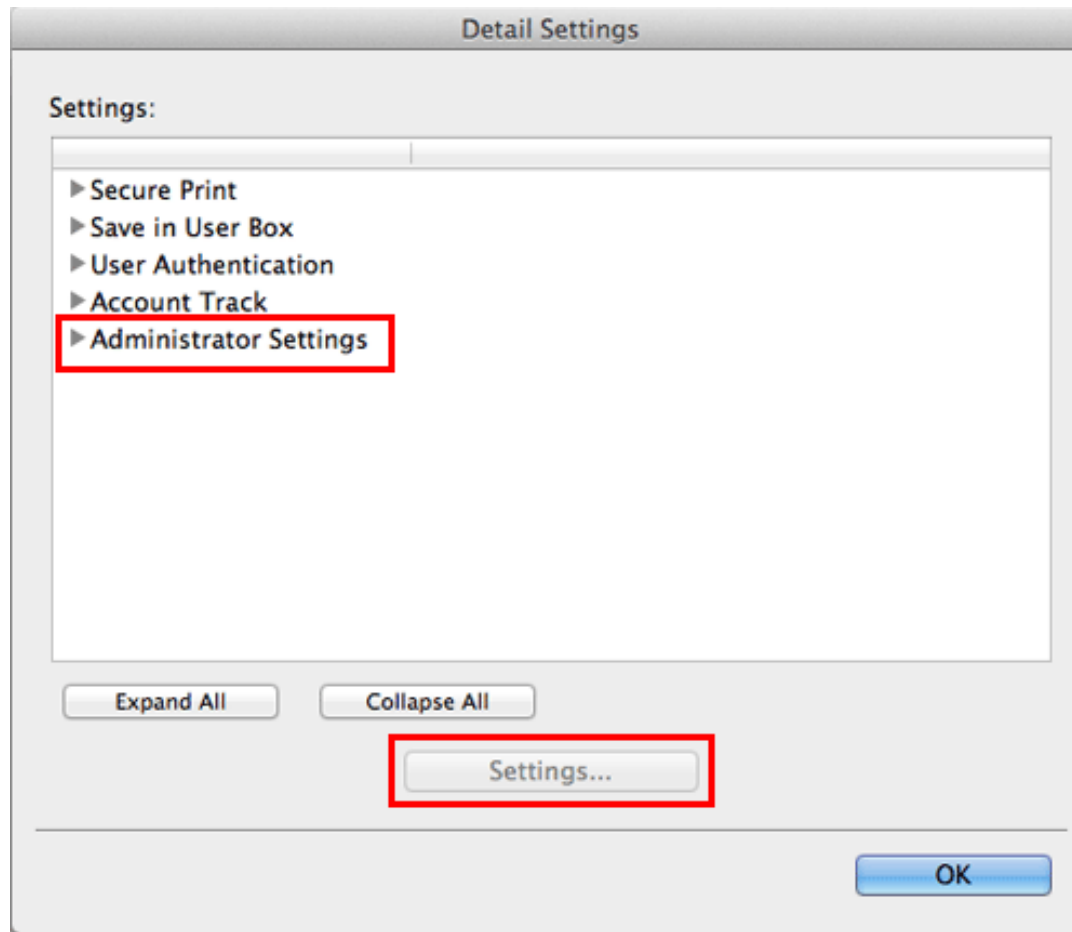 Detail Settings
Settings:
Secure Print
Save in User Box
User Authentication
Account Track
Administrator Settings
Expand All Collapse All
Settings...
OK